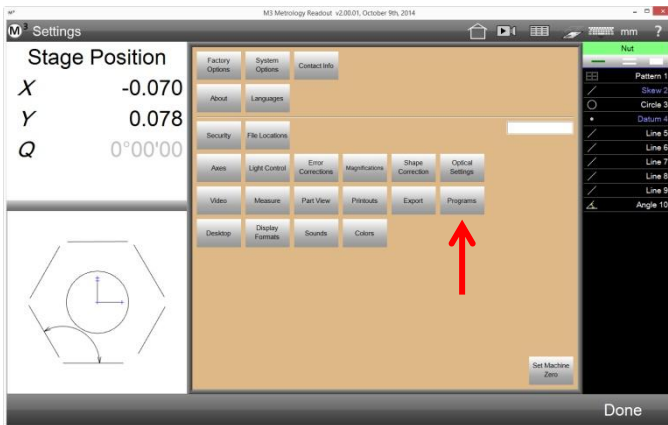 M3 Metrology Readout v2.00.01, October 9th, 2014
M³ Settings
mm ?
Stage Position
X -0.070
Y 0.078
Q 0°00'00
Factory Options
System Options
Contact Info
About
Languages
Security
File Locations
Axes
Light Control
Error Corrections
Magnifications
Shape Correction
Optical Settings
Video
Measure
Part View
Printouts
Export
Programs
Desktop
Display Formats
Sounds
Colors
Set Machine Zero
Nut
Pattern 1
Skew 2
Circle 3
Datum 4
Line 5
Line 6
Line 7
Line 8
Line 9
Angle 10
Done